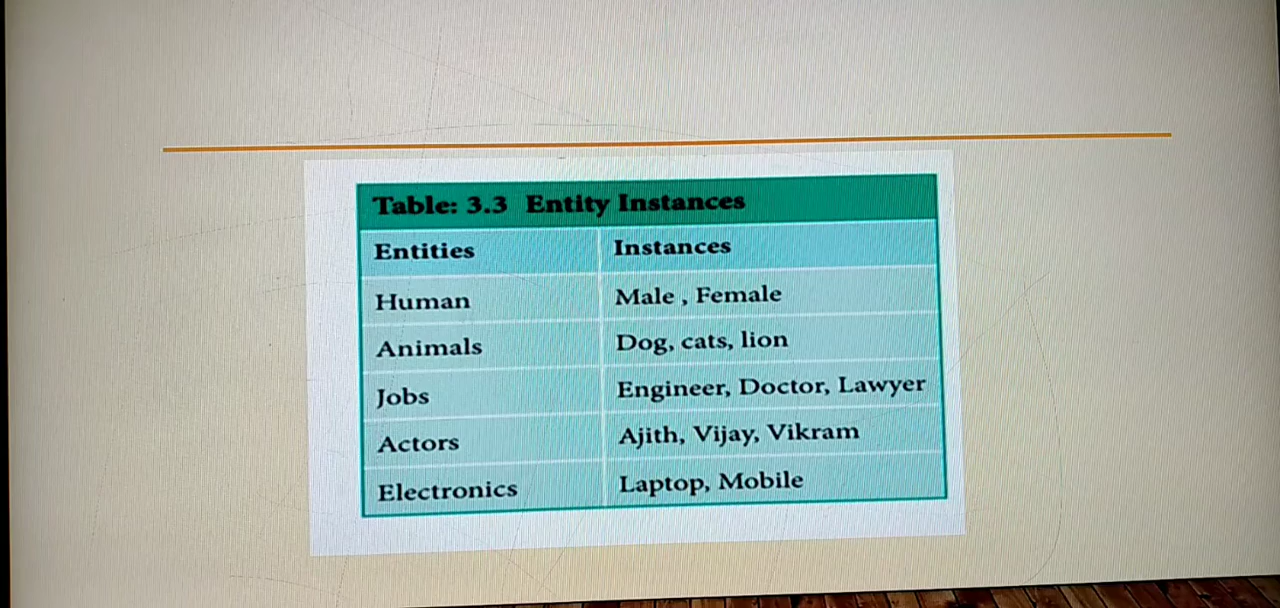 Table: 3.3 Entity Instances
Entities Instances
Human Male , Female
Animals Dog, cats, lion
Jobs Engineer, Doctor, Lawyer
Actors Ajith, Vijay, Vikram
Electronics Laptop, Mobile